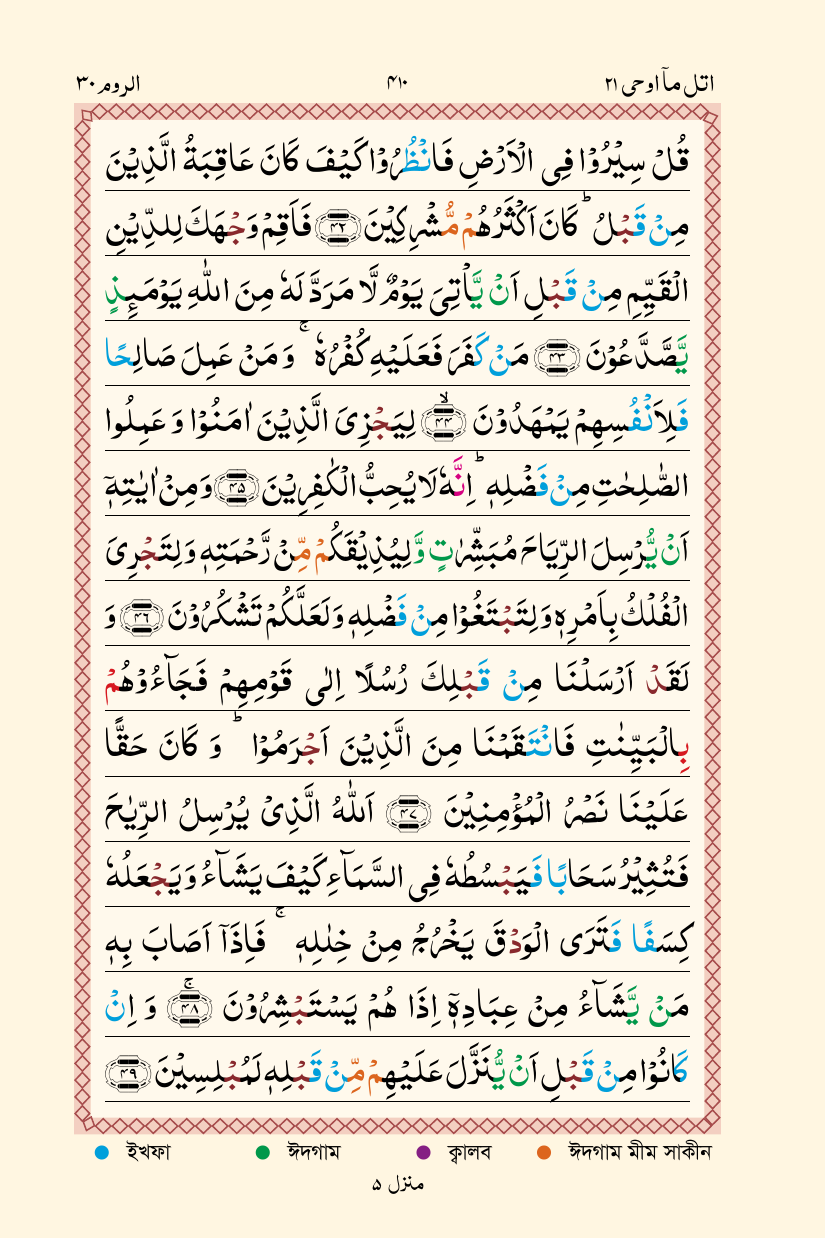 اتل مآ اوحی ۲۱ ۴۱۰ الروم ۳۰
قُلْ سِيْرُوْا فِى الْاَرْضِ فَانْظُرُوْا كَيْفَ كَانَ عَاقِبَةُ الَّذِيْنَ
مِنْ قَبْلُ ؕ كَانَ اَكْثَرُهُمْ مُّشْرِكِيْنَ ﴿۴۲﴾ فَاَقِمْ وَجْهَكَ لِلدِّيْنِ
الْقَيِّمِ مِنْ قَبْلِ اَنْ يَّاْتِىَ يَوْمٌ لَّا مَرَدَّ لَهٗ مِنَ اللّٰهِ يَوْمَئِذٍ
يَّصَّدَّعُوْنَ ﴿۴۳﴾ مَنْ كَفَرَ فَعَلَيْهِ كُفْرُهٗ ۚ وَ مَنْ عَمِلَ صَالِحًا
فَلِاَنْفُسِهِمْ يَمْهَدُوْنَ ﴿۴۴﴾ ۙ لِيَجْزِىَ الَّذِيْنَ اٰمَنُوْا وَ عَمِلُوا
الصّٰلِحٰتِ مِنْ فَضْلِهٖ ؕ اِنَّهٗ لَا يُحِبُّ الْكٰفِرِيْنَ ﴿۴۵﴾ وَ مِنْ اٰيٰتِهٖۤ
اَنْ يُّرْسِلَ الرِّيَاحَ مُبَشِّرٰتٍ وَّلِيُذِيْقَكُمْ مِّنْ رَّحْمَتِهٖ وَلِتَجْرِىَ
الْفُلْكُ بِاَمْرِهٖ وَلِتَبْتَغُوْا مِنْ فَضْلِهٖ وَلَعَلَّكُمْ تَشْكُرُوْنَ ﴿۴۶﴾ وَ
لَقَدْ اَرْسَلْنَا مِنْ قَبْلِكَ رُسُلًا اِلٰى قَوْمِهِمْ فَجَآءُوْهُمْ
بِالْبَيِّنٰتِ فَانْتَقَمْنَا مِنَ الَّذِيْنَ اَجْرَمُوْا ؕ وَ كَانَ حَقًّا
عَلَيْنَا نَصْرُ الْمُؤْمِنِيْنَ ﴿۴۷﴾ اَللّٰهُ الَّذِىْ يُرْسِلُ الرِّيٰحَ
فَتُثِيْرُ سَحَابًا فَيَبْسُطُهٗ فِى السَّمَآءِ كَيْفَ يَشَآءُ وَيَجْعَلُهٗ
كِسَفًا فَتَرَى الْوَدْقَ يَخْرُجُ مِنْ خِلٰلِهٖ ۚ فَاِذَاۤ اَصَابَ بِهٖ
مَنْ يَّشَآءُ مِنْ عِبَادِهٖۤ اِذَا هُمْ يَسْتَبْشِرُوْنَ ﴿۴۸﴾ ۚ وَ اِنْ
كَانُوْا مِنْ قَبْلِ اَنْ يُّنَزَّلَ عَلَيْهِمْ مِّنْ قَبْلِهٖ لَمُبْلِسِيْنَ ﴿۴۹﴾
ইখফা ঈদগাম ক্বালব ঈদগাম মীম সাকীন
منزل ۵